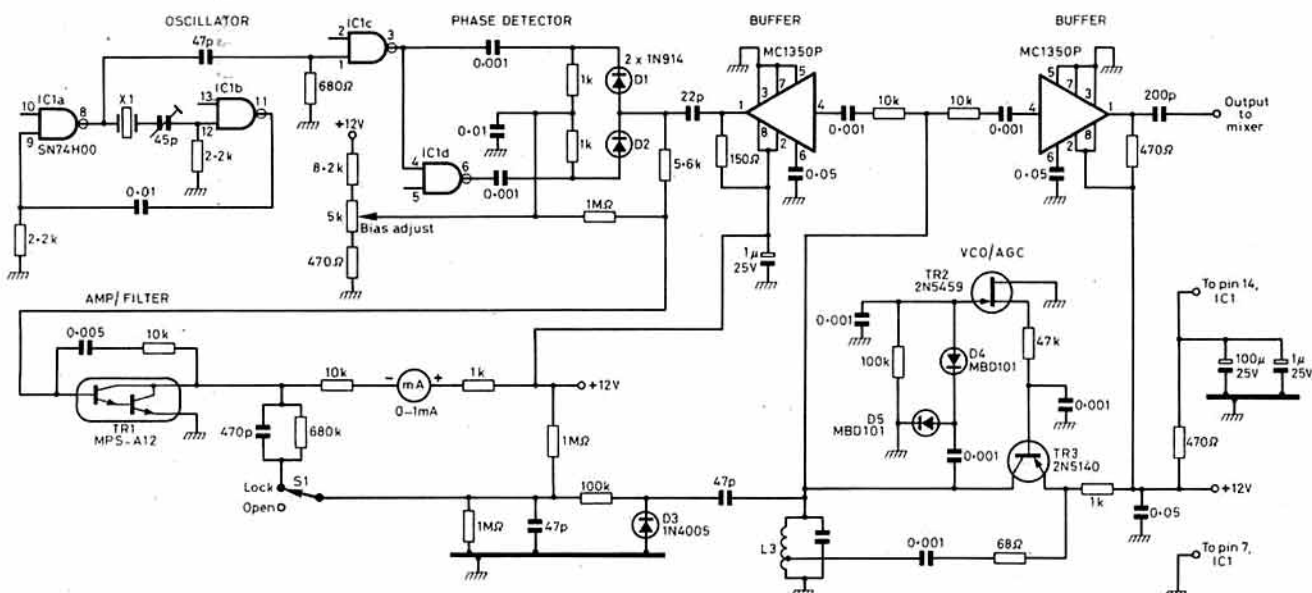 OSCILLATOR
PHASE DETECTOR
BUFFER
BUFFER
IC1c
2
3
1
47p
680Ω
IC1a
10
8
9
SN74H00
X1
45p
IC1b
13
11
12
2·2k
0·01
2·2k
+12V
8·2k
5k
Bias adjust
470Ω
0·001
1k
1k
0·01
2 x 1N914
D1
D2
IC1d
4
6
5
0·001
5·6k
1MΩ
22p
MC1350P
1
3
7
5
4
8
2
6
150Ω
0·05
1µ
25V
0·001
10k
10k
0·001
MC1350P
5
7
3
4
1
6
2
8
0·05
200p
Output
to
mixer
470Ω
AMP/FILTER
0·005
10k
TR1
MPS-A12
10k
-
mA
+
0-1mA
1k
+12V
470p
680k
Lock
S1
Open
1MΩ
1MΩ
47p
100k
D3
1N4005
47p
VCO/AGC
TR2
2N5459
0·001
100k
D4
MBD101
47k
D5
MBD101
0·001
0·001
TR3
2N5140
L3
0·001
68Ω
1k
0·05
+12V
470Ω
To pin 14,
IC1
100µ
25V
1µ
25V
To pin 7,
IC1